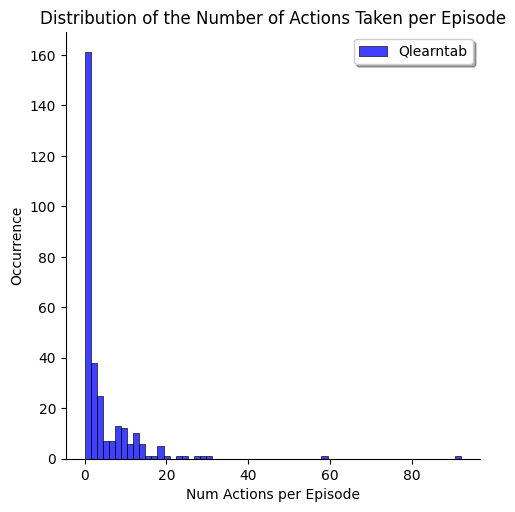 Distribution of the Number of Actions Taken per Episode
Qlearntab
160
140
120
100
80
60
40
20
0
Occurrence
0 20 40 60 80
Num Actions per Episode